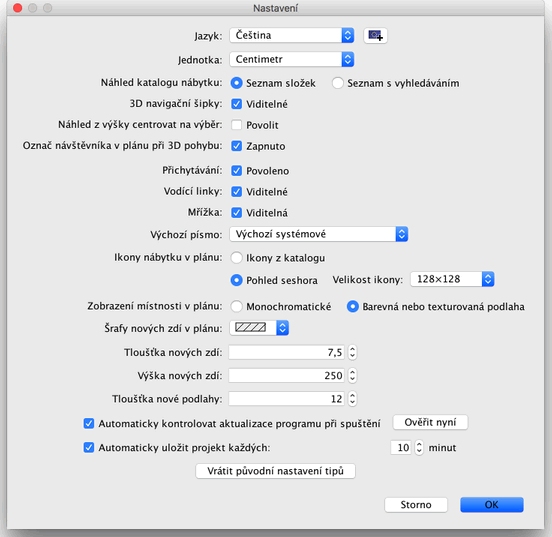 Nastavení
Jazyk: Čeština
Jednotka: Centimetr
Náhled katalogu nábytku: Seznam složek Seznam s vyhledáváním
3D navigační šipky: Viditelné
Náhled z výšky centrovat na výběr: Povolit
Označ návštěvníka v plánu při 3D pohybu: Zapnuto
Přichytávání: Povoleno
Vodící linky: Viditelné
Mřížka: Viditelná
Výchozí písmo: Výchozí systémové
Ikony nábytku v plánu: Ikony z katalogu
Pohled seshora Velikost ikony: 128×128
Zobrazení místnosti v plánu: Monochromatické Barevná nebo texturovaná podlaha
Šrafy nových zdí v plánu:
Tloušťka nových zdí: 7,5
Výška nových zdí: 250
Tloušťka nové podlahy: 12
Automaticky kontrolovat aktualizace programu při spuštění Ověřit nyní
Automaticky uložit projekt každých: 10 minut
Vrátit původní nastavení tipů
Storno OK